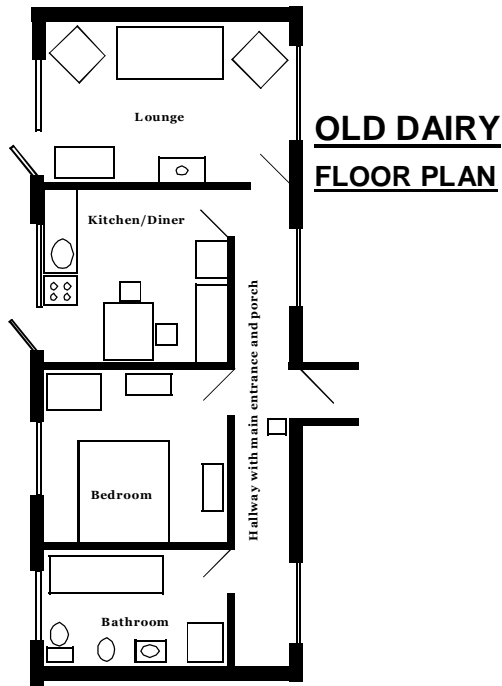 Lounge
OLD DAIRY
FLOOR PLAN
Kitchen/Diner
Hallway with main entrance and porch
Bedroom
Bathroom